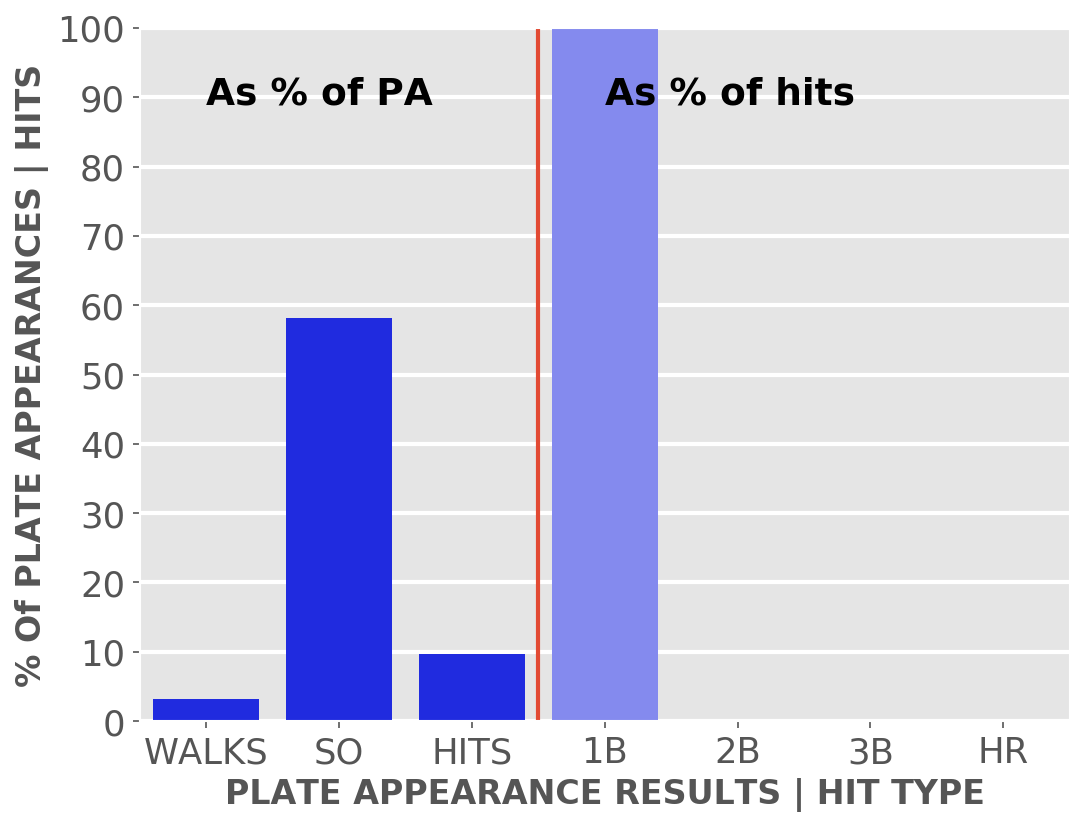 % Of PLATE APPEARANCES | HITS
100
90
80
70
60
50
40
30
20
10
0
As % of PA
As % of hits
WALKS SO HITS 1B 2B 3B HR
PLATE APPEARANCE RESULTS | HIT TYPE